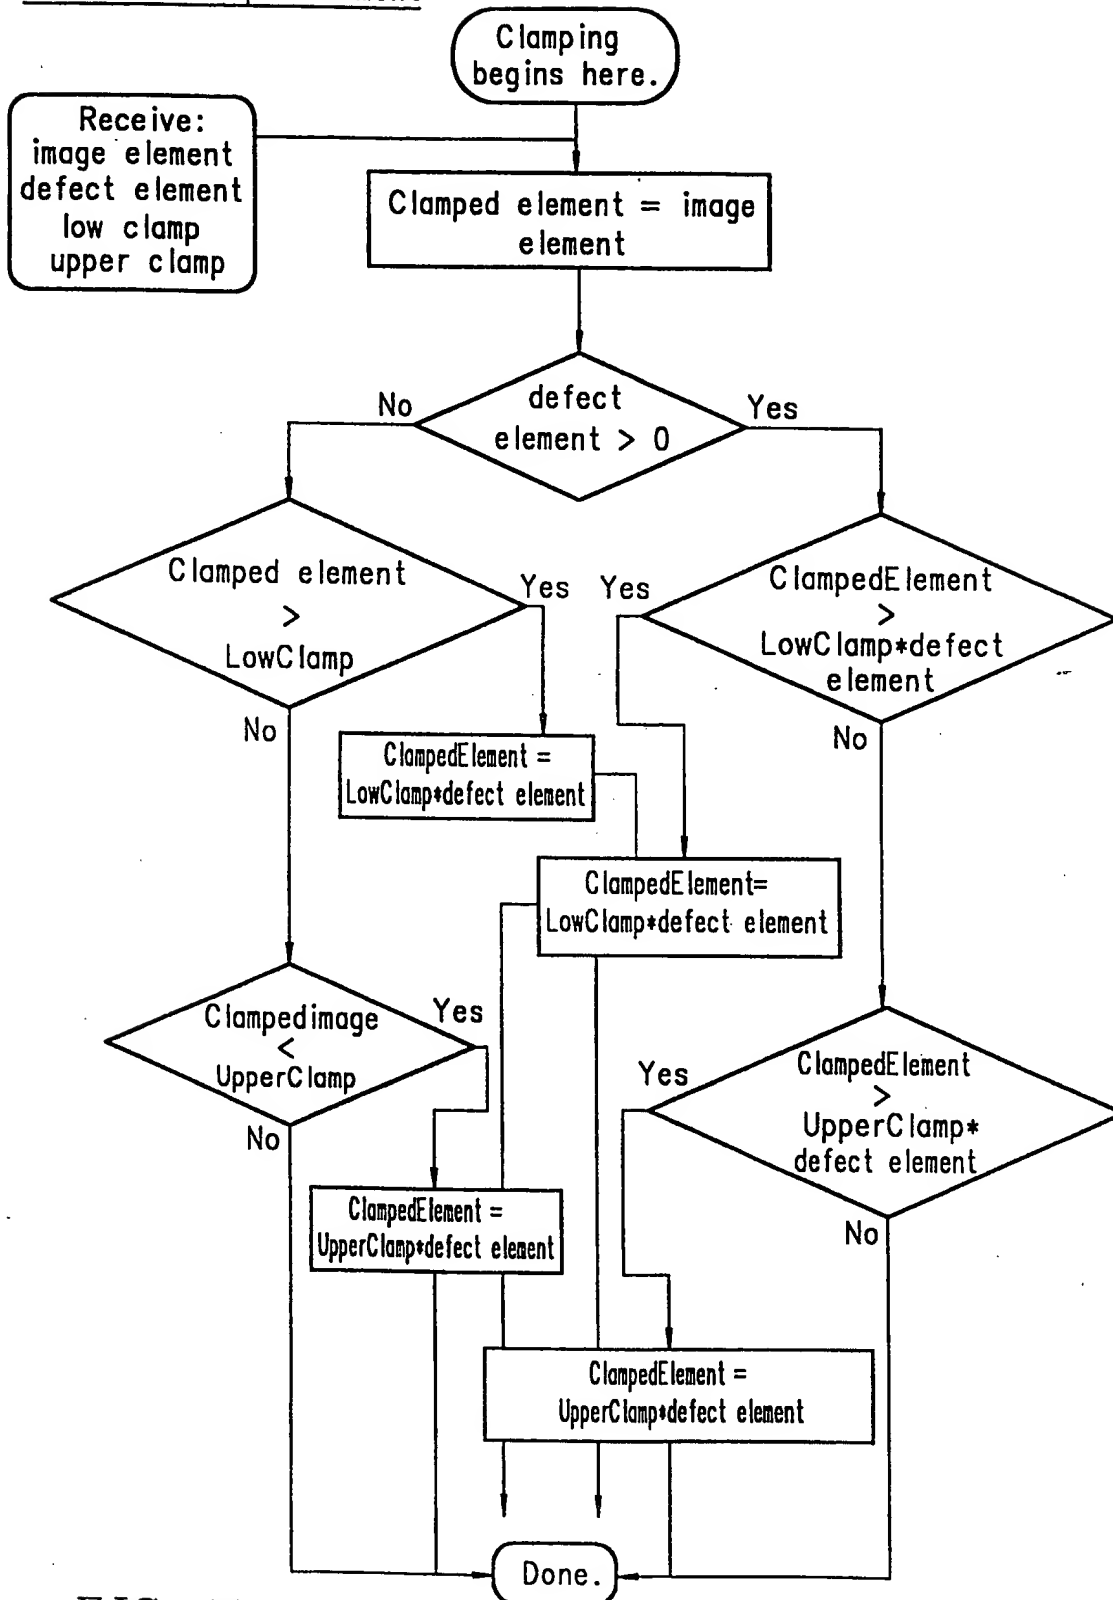 Clamping
begins here.
Receive:
image element
defect element
low clamp
upper clamp
Clamped element = image
element
defect
element > 0
No
Yes
Clamped element
>
LowClamp
Yes
No
ClampedElement
>
LowClamp*defect
element
Yes
No
ClampedElement =
LowClamp*defect element
ClampedElement=
LowClamp*defect element
Clampedimage
<
UpperClamp
Yes
No
ClampedElement
>
UpperClamp*
defect element
Yes
No
ClampedElement =
UpperClamp*defect element
ClampedElement =
UpperClamp*defect element
Done.